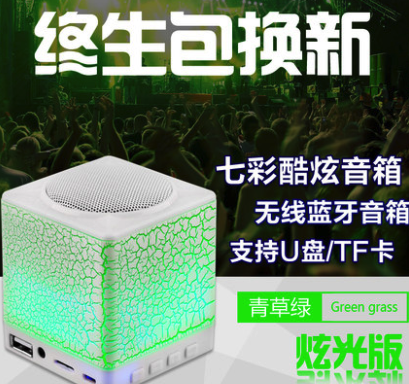 终生包换新
七彩酷炫音箱
无线蓝牙音箱
支持U盘/TF卡
青草绿 Green grass
炫光版